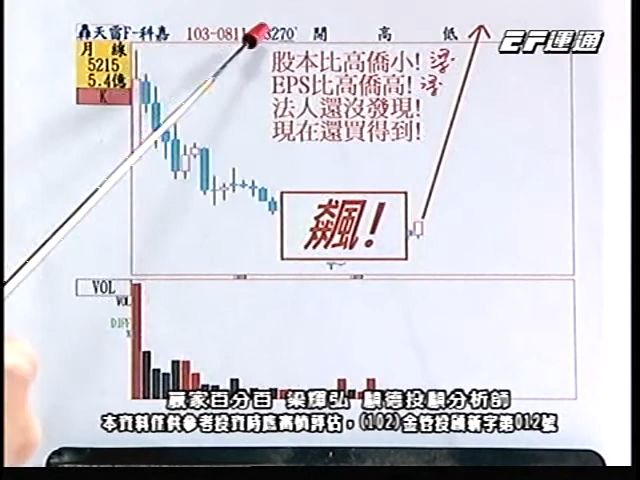 轟天雷F-科嘉 103-081 3270 開 高 低
EF運通
月 線
5215
5.4億
K
股本比高僑小!
EPS比高僑高!
法人還沒發現!
現在還買得到!
飆!
VOL
VOL
DIFF
贏家百分百 梁輝弘 顧德投顧分析師
本資料僅供參考投資時應審慎評估,(102)金管投顧新字第012號